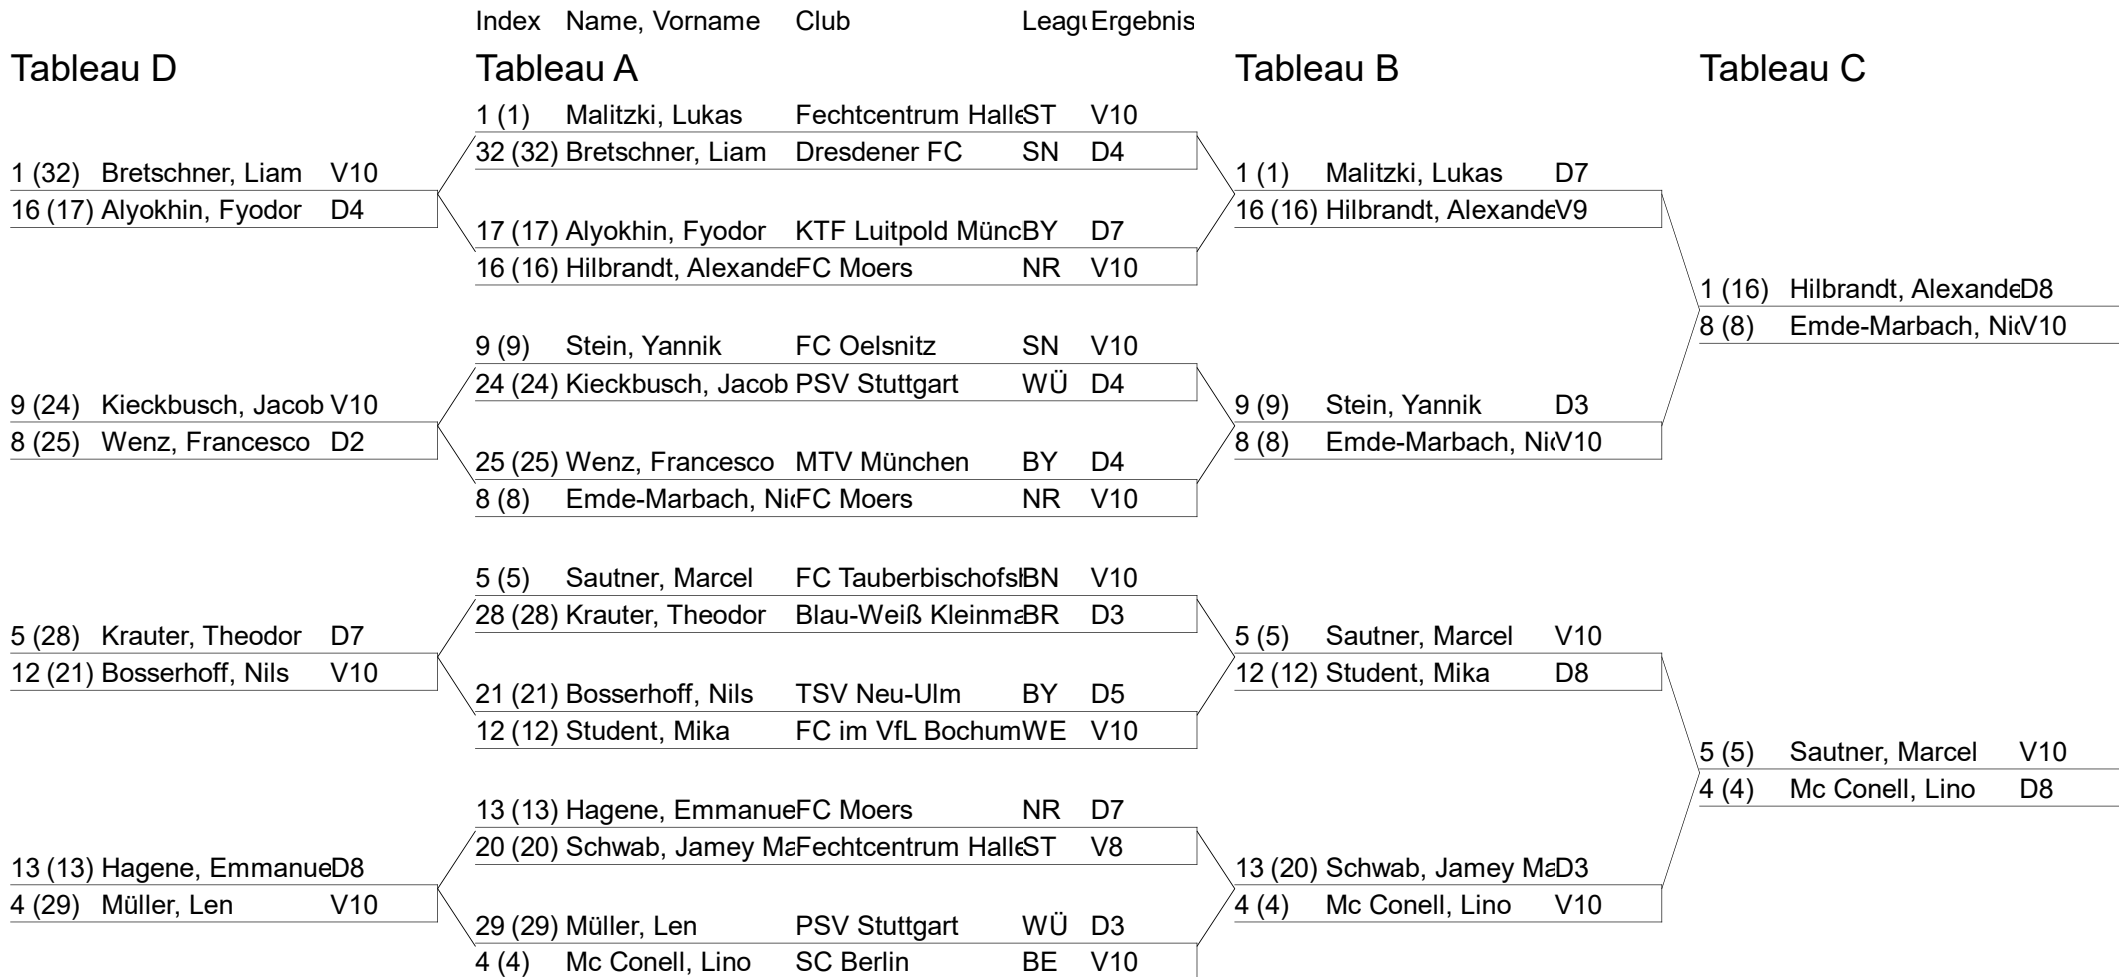 Index Name, Vorname Club Leagu Ergebnis
Tableau D Tableau A Tableau B Tableau C
1 (1) Malitzki, Lukas Fechtcentrum Halle ST V10
32 (32) Bretschner, Liam Dresdener FC SN D4
1 (32) Bretschner, Liam V10 1 (1) Malitzki, Lukas D7
16 (17) Alyokhin, Fyodor D4 16 (16) Hilbrandt, Alexande V9
17 (17) Alyokhin, Fyodor KTF Luitpold Münc BY D7
16 (16) Hilbrandt, Alexande FC Moers NR V10
1 (16) Hilbrandt, Alexande D8
8 (8) Emde-Marbach, Nic V10
9 (9) Stein, Yannik FC Oelsnitz SN V10
24 (24) Kieckbusch, Jacob PSV Stuttgart WÜ D4
9 (24) Kieckbusch, Jacob V10 9 (9) Stein, Yannik D3
8 (25) Wenz, Francesco D2 8 (8) Emde-Marbach, Nic V10
25 (25) Wenz, Francesco MTV München BY D4
8 (8) Emde-Marbach, Nic FC Moers NR V10
5 (5) Sautner, Marcel FC Tauberbischofsh BN V10
28 (28) Krauter, Theodor Blau-Weiß Kleinma BR D3
5 (28) Krauter, Theodor D7 5 (5) Sautner, Marcel V10
12 (21) Bosserhoff, Nils V10 12 (12) Student, Mika D8
21 (21) Bosserhoff, Nils TSV Neu-Ulm BY D5
12 (12) Student, Mika FC im VfL Bochum WE V10
5 (5) Sautner, Marcel V10
4 (4) Mc Conell, Lino D8
13 (13) Hagene, Emmanue FC Moers NR D7
20 (20) Schwab, Jamey Ma Fechtcentrum Halle ST V8
13 (13) Hagene, Emmanue D8 13 (20) Schwab, Jamey Ma D3
4 (29) Müller, Len V10 4 (4) Mc Conell, Lino V10
29 (29) Müller, Len PSV Stuttgart WÜ D3
4 (4) Mc Conell, Lino SC Berlin BE V10